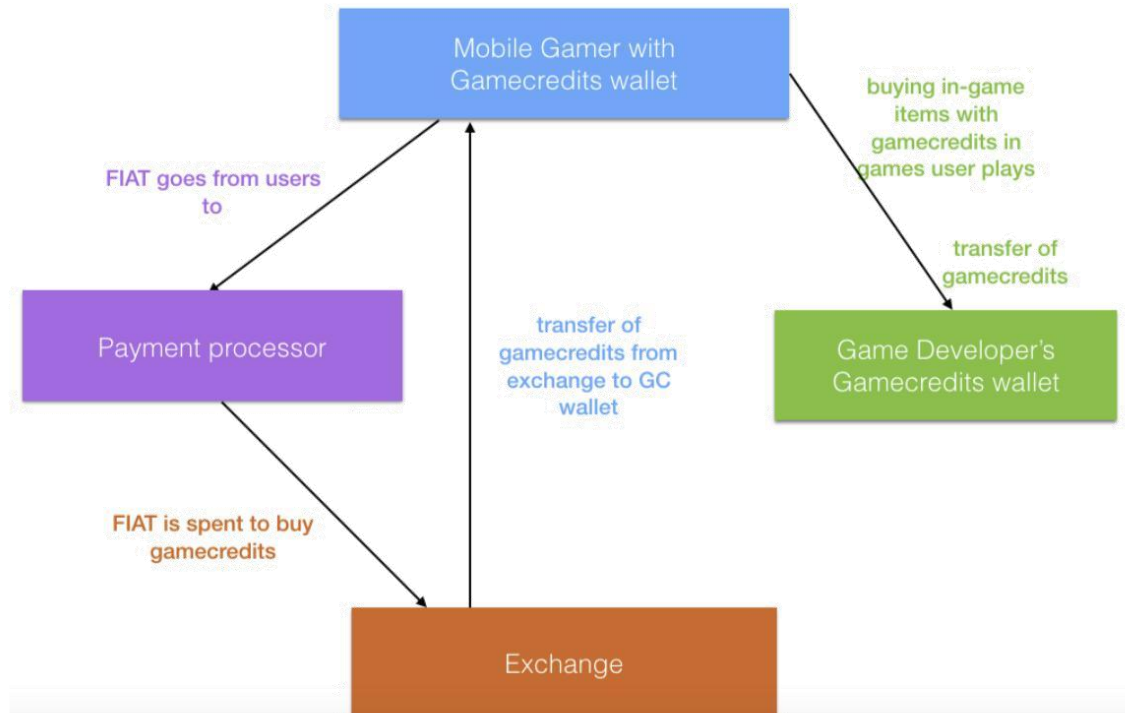 Mobile Gamer with
Gamecredits wallet
buying in-game
items with
gamecredits in
games user plays
FIAT goes from users
to
transfer of
gamecredits
Payment processor
transfer of
gamecredits from
exchange to GC
wallet
Game Developer's
Gamecredits wallet
FIAT is spent to buy
gamecredits
Exchange